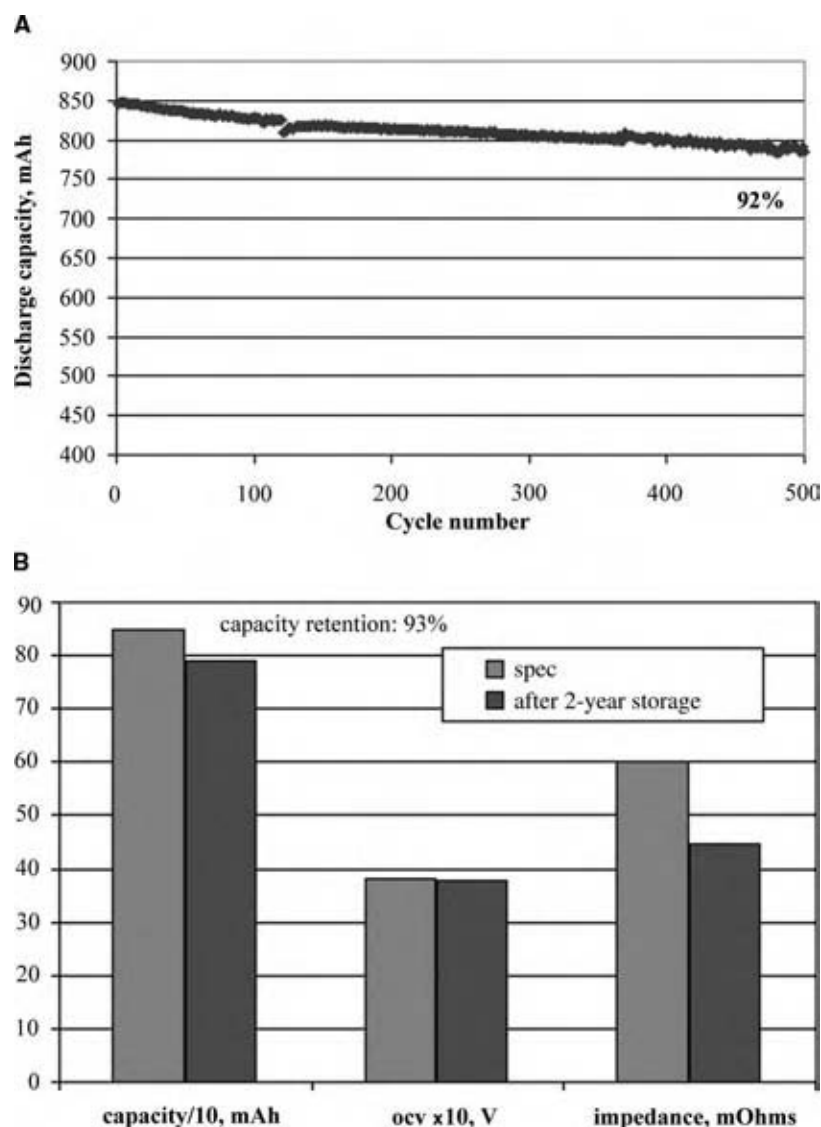 A
900
850
800
750
700
650
600
550
500
450
400
Discharge capacity, mAh
92%
0 100 200 300 400 500
Cycle number
B
90
80
70
60
50
40
30
20
10
0
capacity retention: 93%
spec
after 2-year storage
capacity/10, mAh ocv x10, V impedance, mOhms